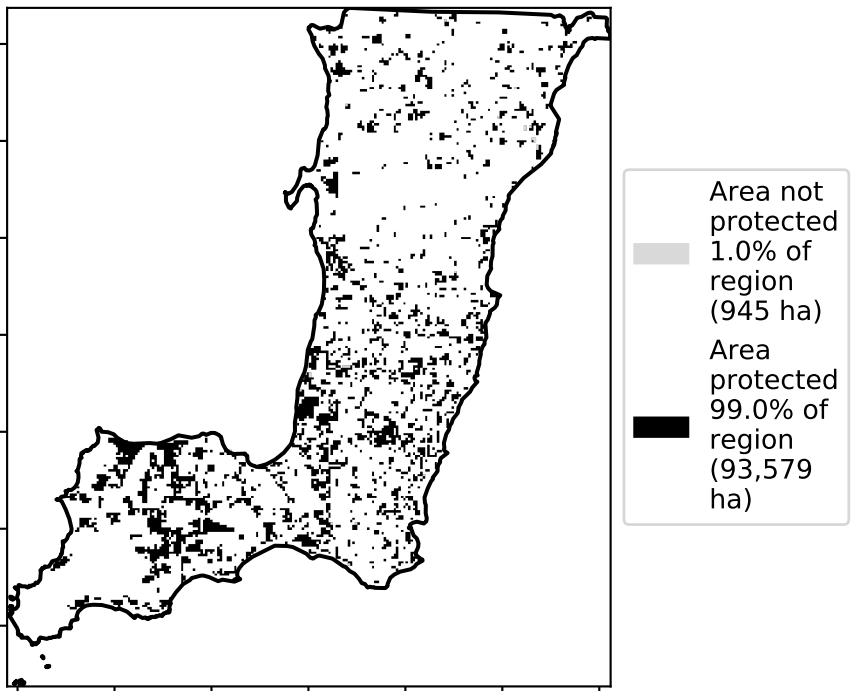 Area not
protected
1.0% of
region
(945 ha)
Area
protected
99.0% of
region
(93,579
ha)